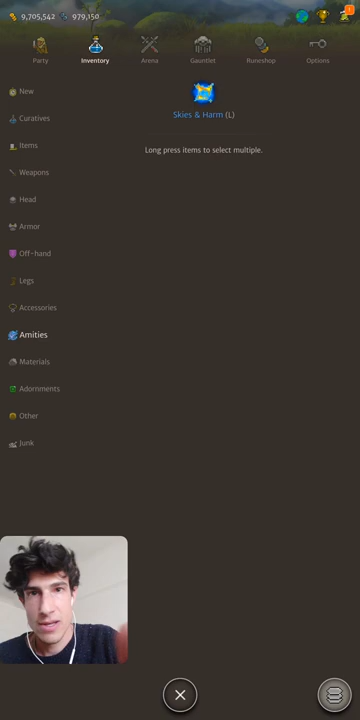 9,705,542 979,150
Party Inventory Arena Gauntlet Runeshop Options
New
Skies & Harm (L)
Curatives
Items
Long press items to select multiple.
Weapons
Head
Armor
Off-hand
Legs
Accessories
Amities
Materials
Adornments
Other
Junk